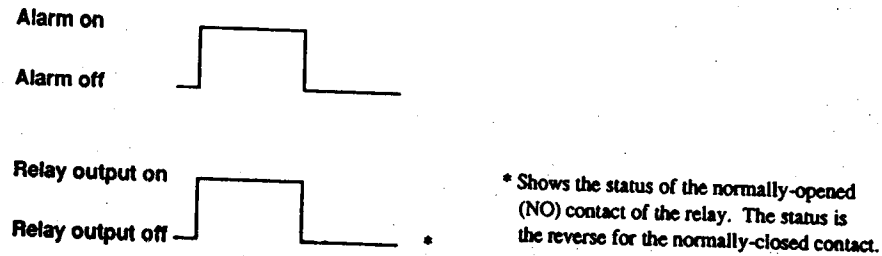 Alarm on
Alarm off
Relay output on
Relay output off
*
* Shows the status of the normally-opened
(NO) contact of the relay. The status is
the reverse for the normally-closed contact.